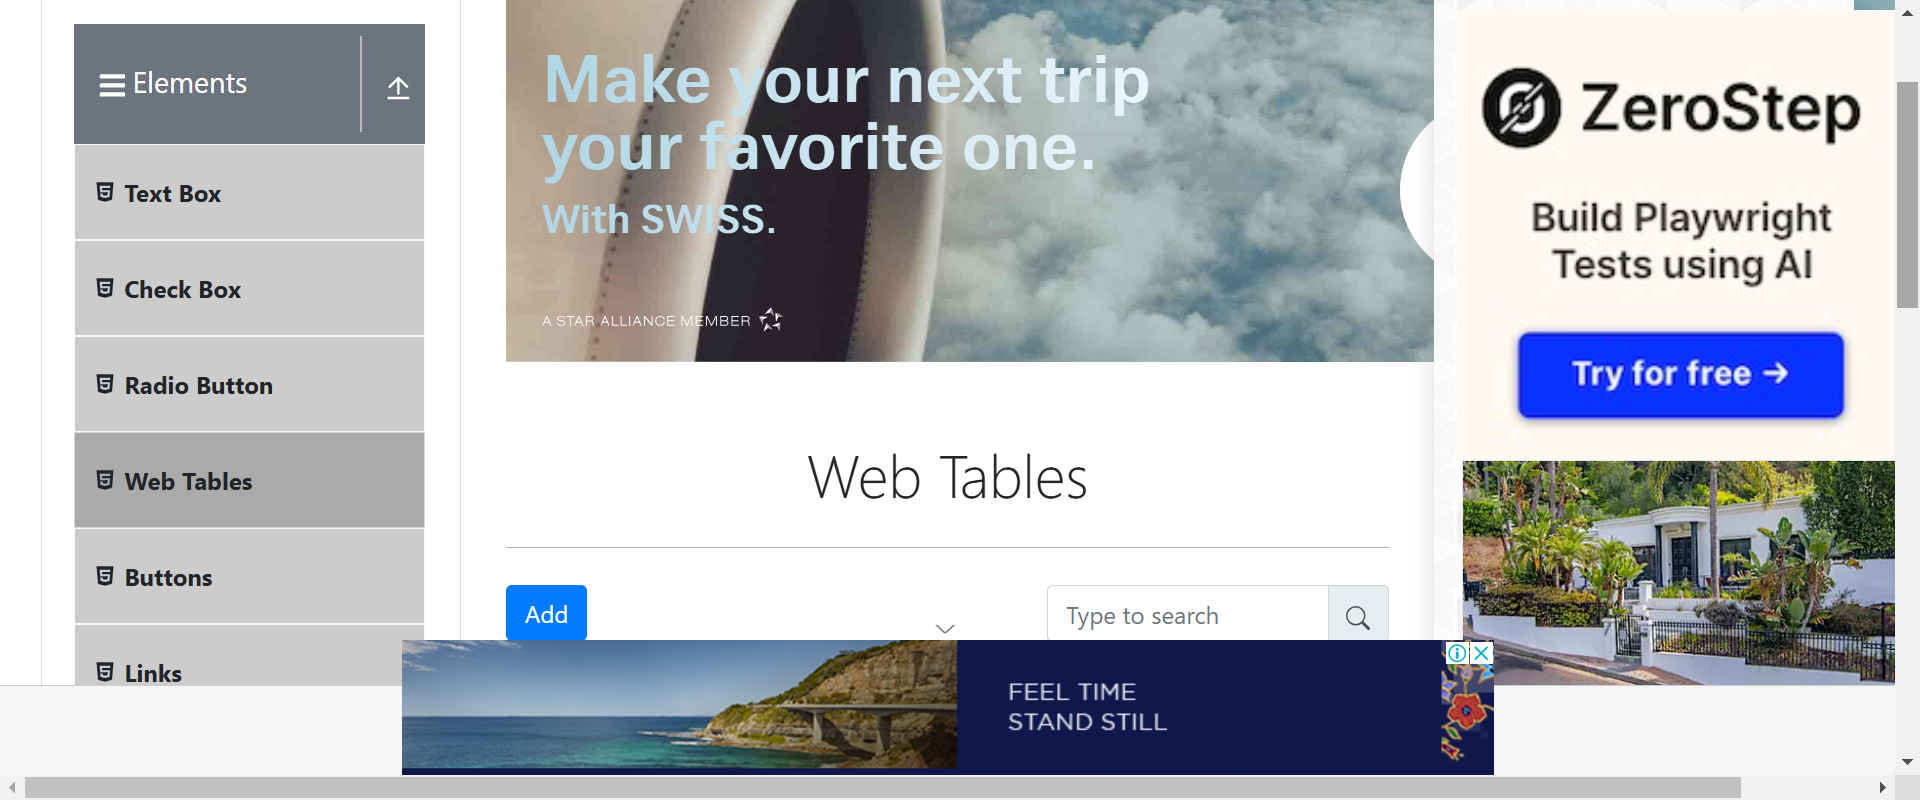 Elements
Text Box
Check Box
Radio Button
Web Tables
Buttons
Links
Make your next trip
your favorite one.
With SWISS.
A STAR ALLIANCE MEMBER
Web Tables
Add
Type to search
FEEL TIME
STAND STILL
ZeroStep
Build Playwright
Tests using AI
Try for free →